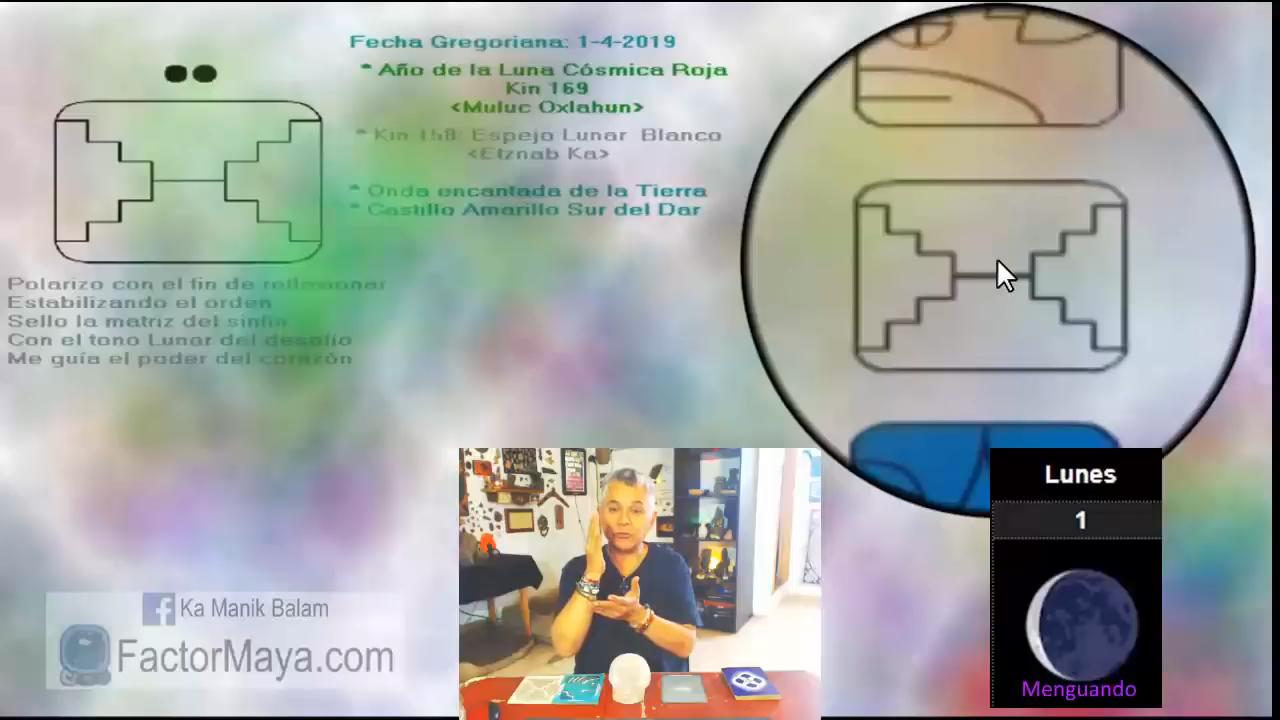 Fecha Gregoriana: 1-4-2019
* Año de la Luna Cósmica Roja
Kin 169
<Muluc Oxlahun>
* Kin 158: Espejo Lunar Blanco
<Etznab Ka>
* Onda encantada de la Tierra
* Castillo Amarillo Sur del Dar
Polarizo con el fin de reflexionar
Estabilizando el orden
Sello la matriz del sinfin
Con el tono Lunar del desafío
Me guía el poder del corazón
Ka Manik Balam
FactorMaya.com
Lunes
1
Menguando